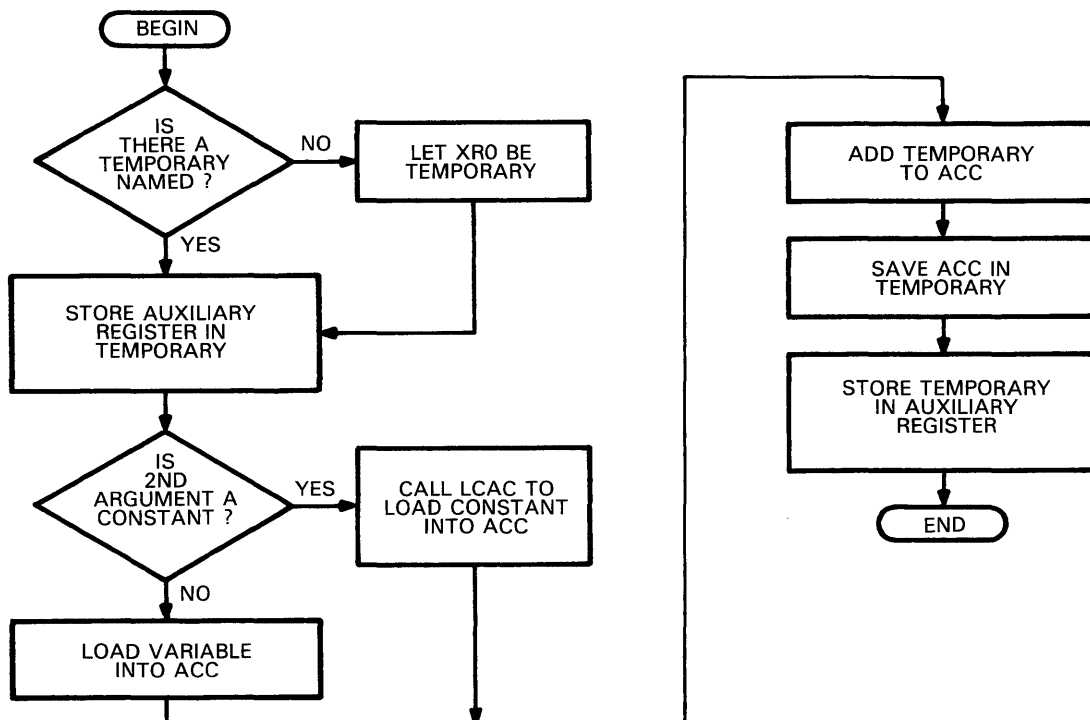 BEGIN
IS
THERE A
TEMPORARY
NAMED ?
NO
LET XR0 BE
TEMPORARY
YES
STORE AUXILIARY
REGISTER IN
TEMPORARY
IS
2ND
ARGUMENT A
CONSTANT ?
YES
CALL LCAC TO
LOAD CONSTANT
INTO ACC
NO
LOAD VARIABLE
INTO ACC
ADD TEMPORARY
TO ACC
SAVE ACC IN
TEMPORARY
STORE TEMPORARY
IN AUXILIARY
REGISTER
END